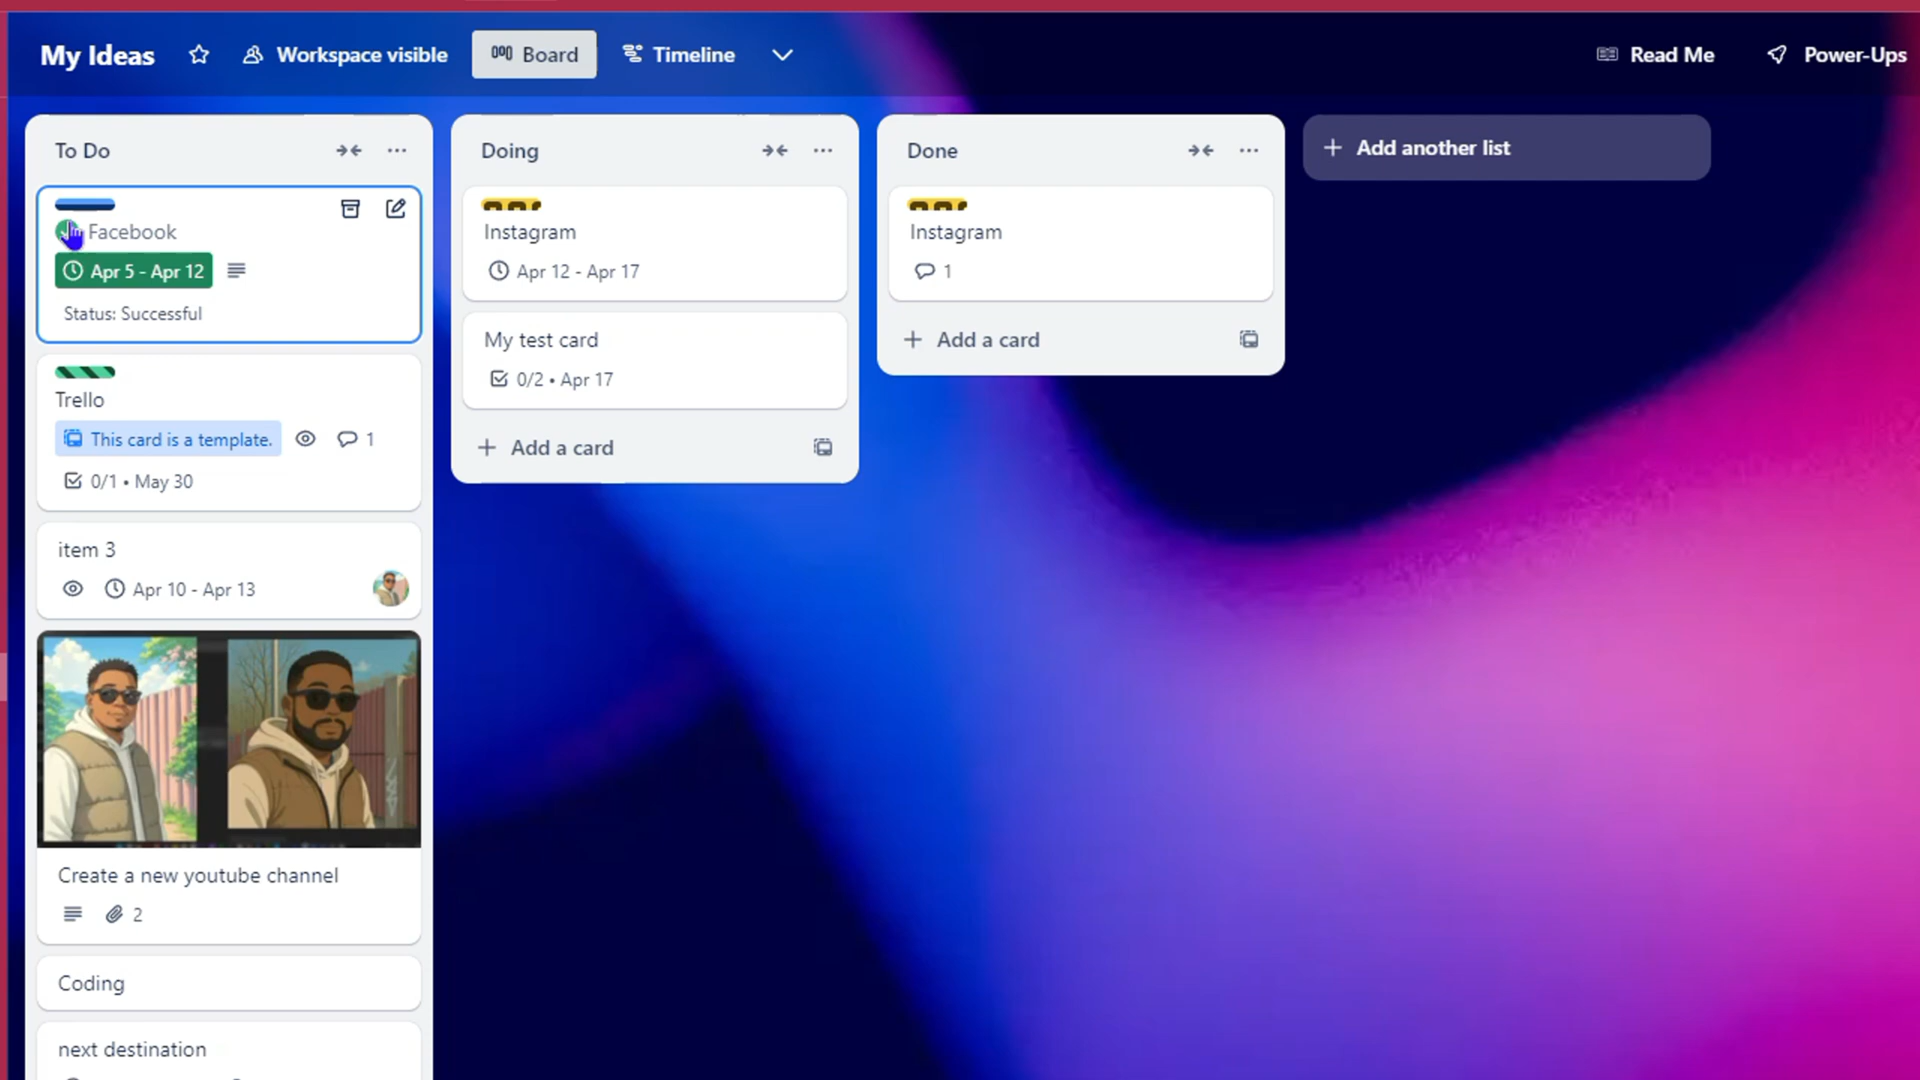 My Ideas
Workspace visible
Board
Timeline
Read Me
Power-Ups
To Do
Facebook
Apr 5 - Apr 12
Status: Successful
Trello
This card is a template.
1
0/1 • May 30
item 3
Apr 10 - Apr 13
Create a new youtube channel
2
Coding
next destination
Doing
Instagram
Apr 12 - Apr 17
My test card
0/2 • Apr 17
Add a card
Done
Instagram
1
Add a card
Add another list